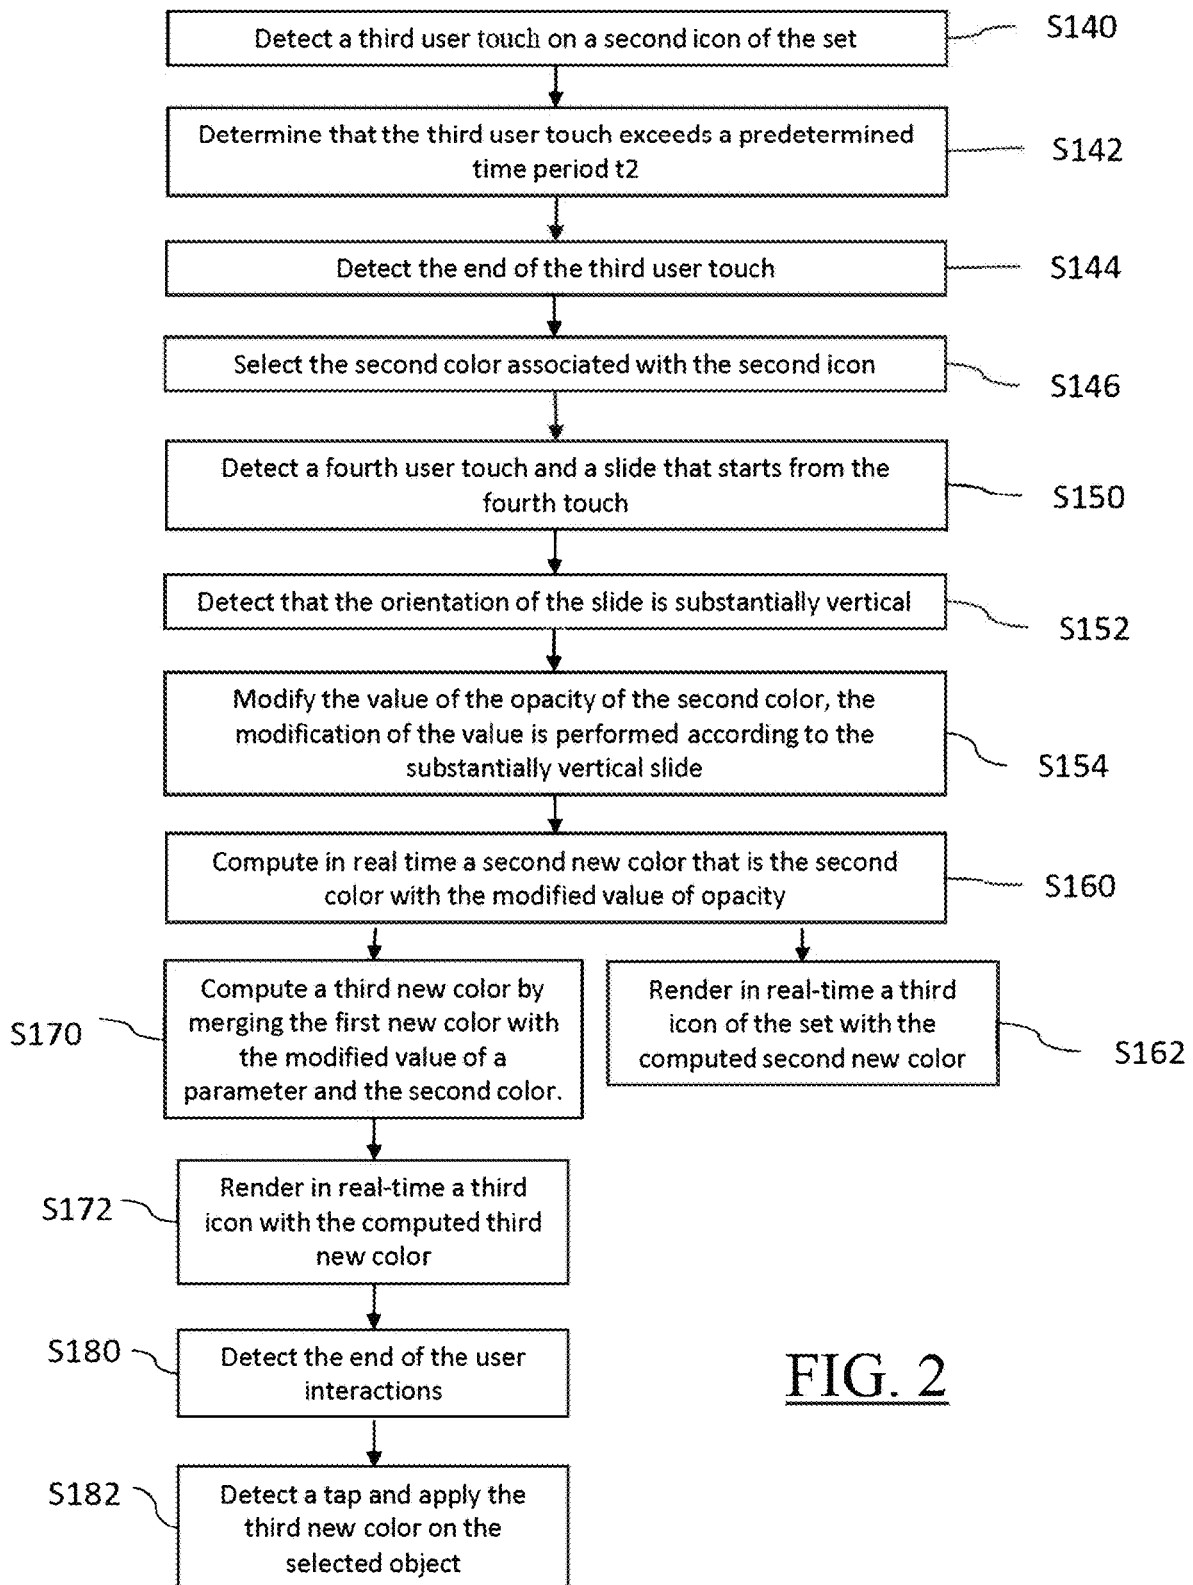 Detect a third user touch on a second icon of the set
S140
Determine that the third user touch exceeds a predetermined
time period t2
S142
Detect the end of the third user touch
S144
Select the second color associated with the second icon
S146
Detect a fourth user touch and a slide that starts from the
fourth touch
S150
Detect that the orientation of the slide is substantially vertical
S152
Modify the value of the opacity of the second color, the
modification of the value is performed according to the
substantially vertical slide
S154
Compute in real time a second new color that is the second
color with the modified value of opacity
S160
S170
Compute a third new color by
merging the first new color with
the modified value of a
parameter and the second color.
Render in real-time a third
icon of the set with the
computed second new color
S162
S172
Render in real-time a third
icon with the computed third
new color
S180
Detect the end of the user
interactions
FIG. 2
S182
Detect a tap and apply the
third new color on the
selected object